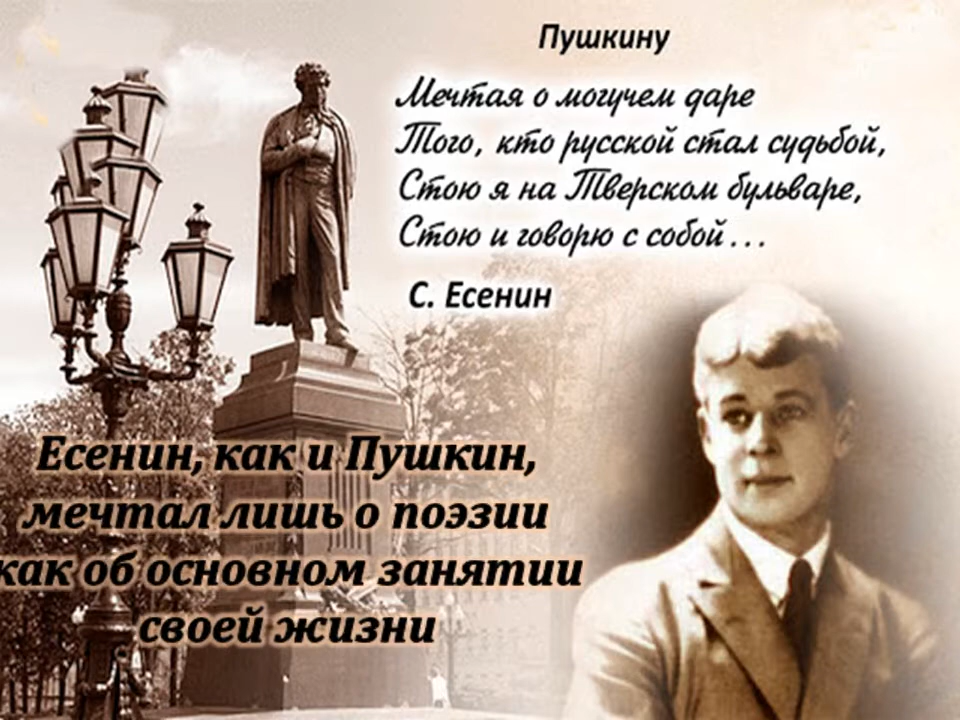 Пушкину
Мечтая о могучем даре
Того, кто русской стал судьбой,
Стою я на Тверском бульваре,
Стою и говорю с собой...
С. Есенин
Есенин, как и Пушкин,
мечтал лишь о поэзии
как об основном занятии
своей жизни